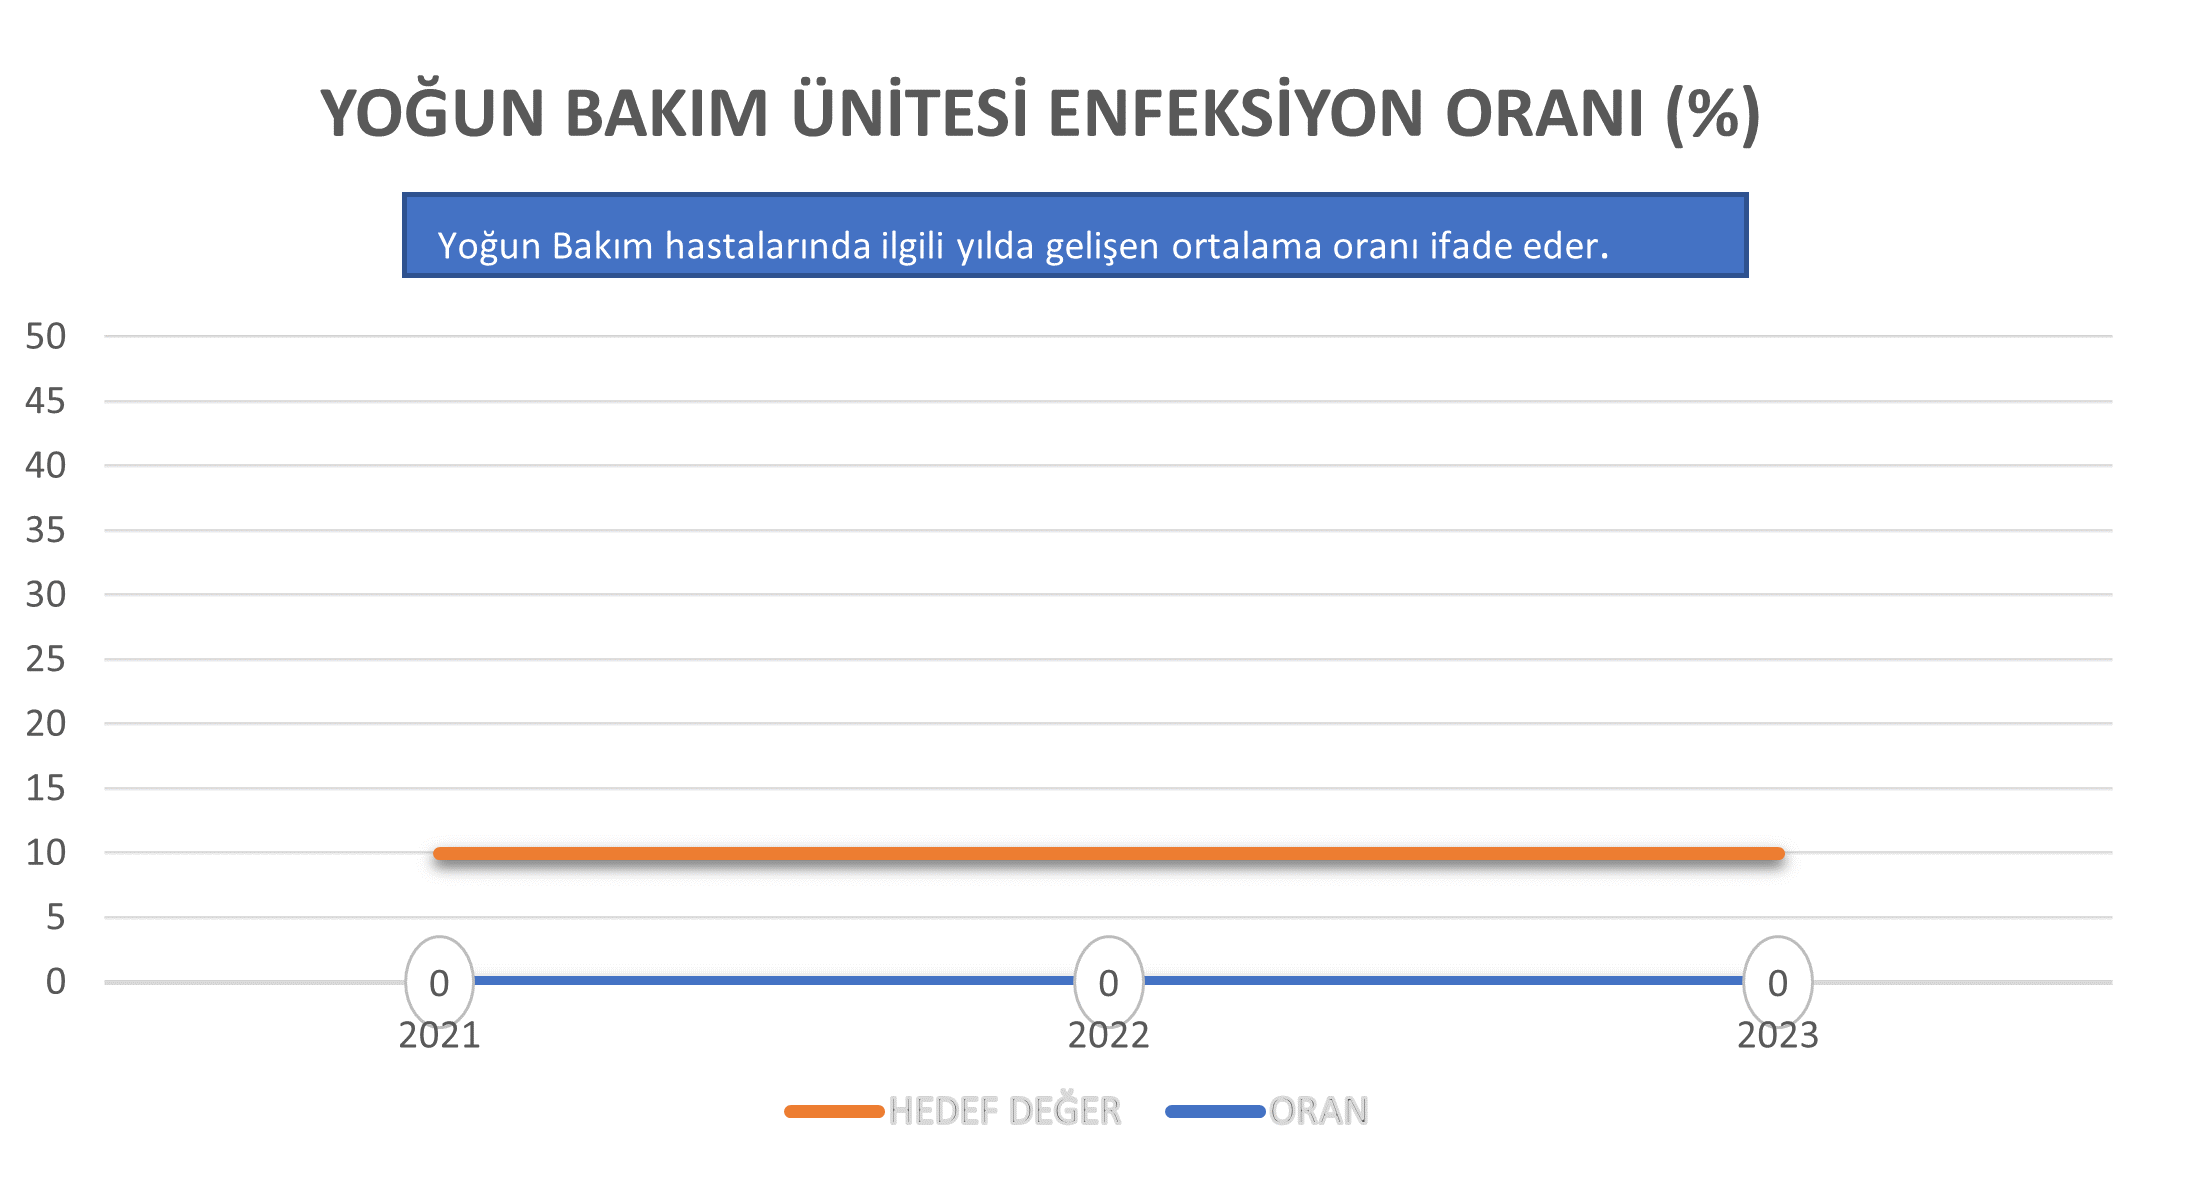 YOĞUN BAKIM ÜNİTESİ ENFEKSİYON ORANI (%)
Yoğun Bakım hastalarında ilgili yılda gelişen ortalama oranı ifade eder.
50
45
40
35
30
25
20
15
10
5
0
0 0 0
2021 2022 2023
HEDEF DEĞER ORAN